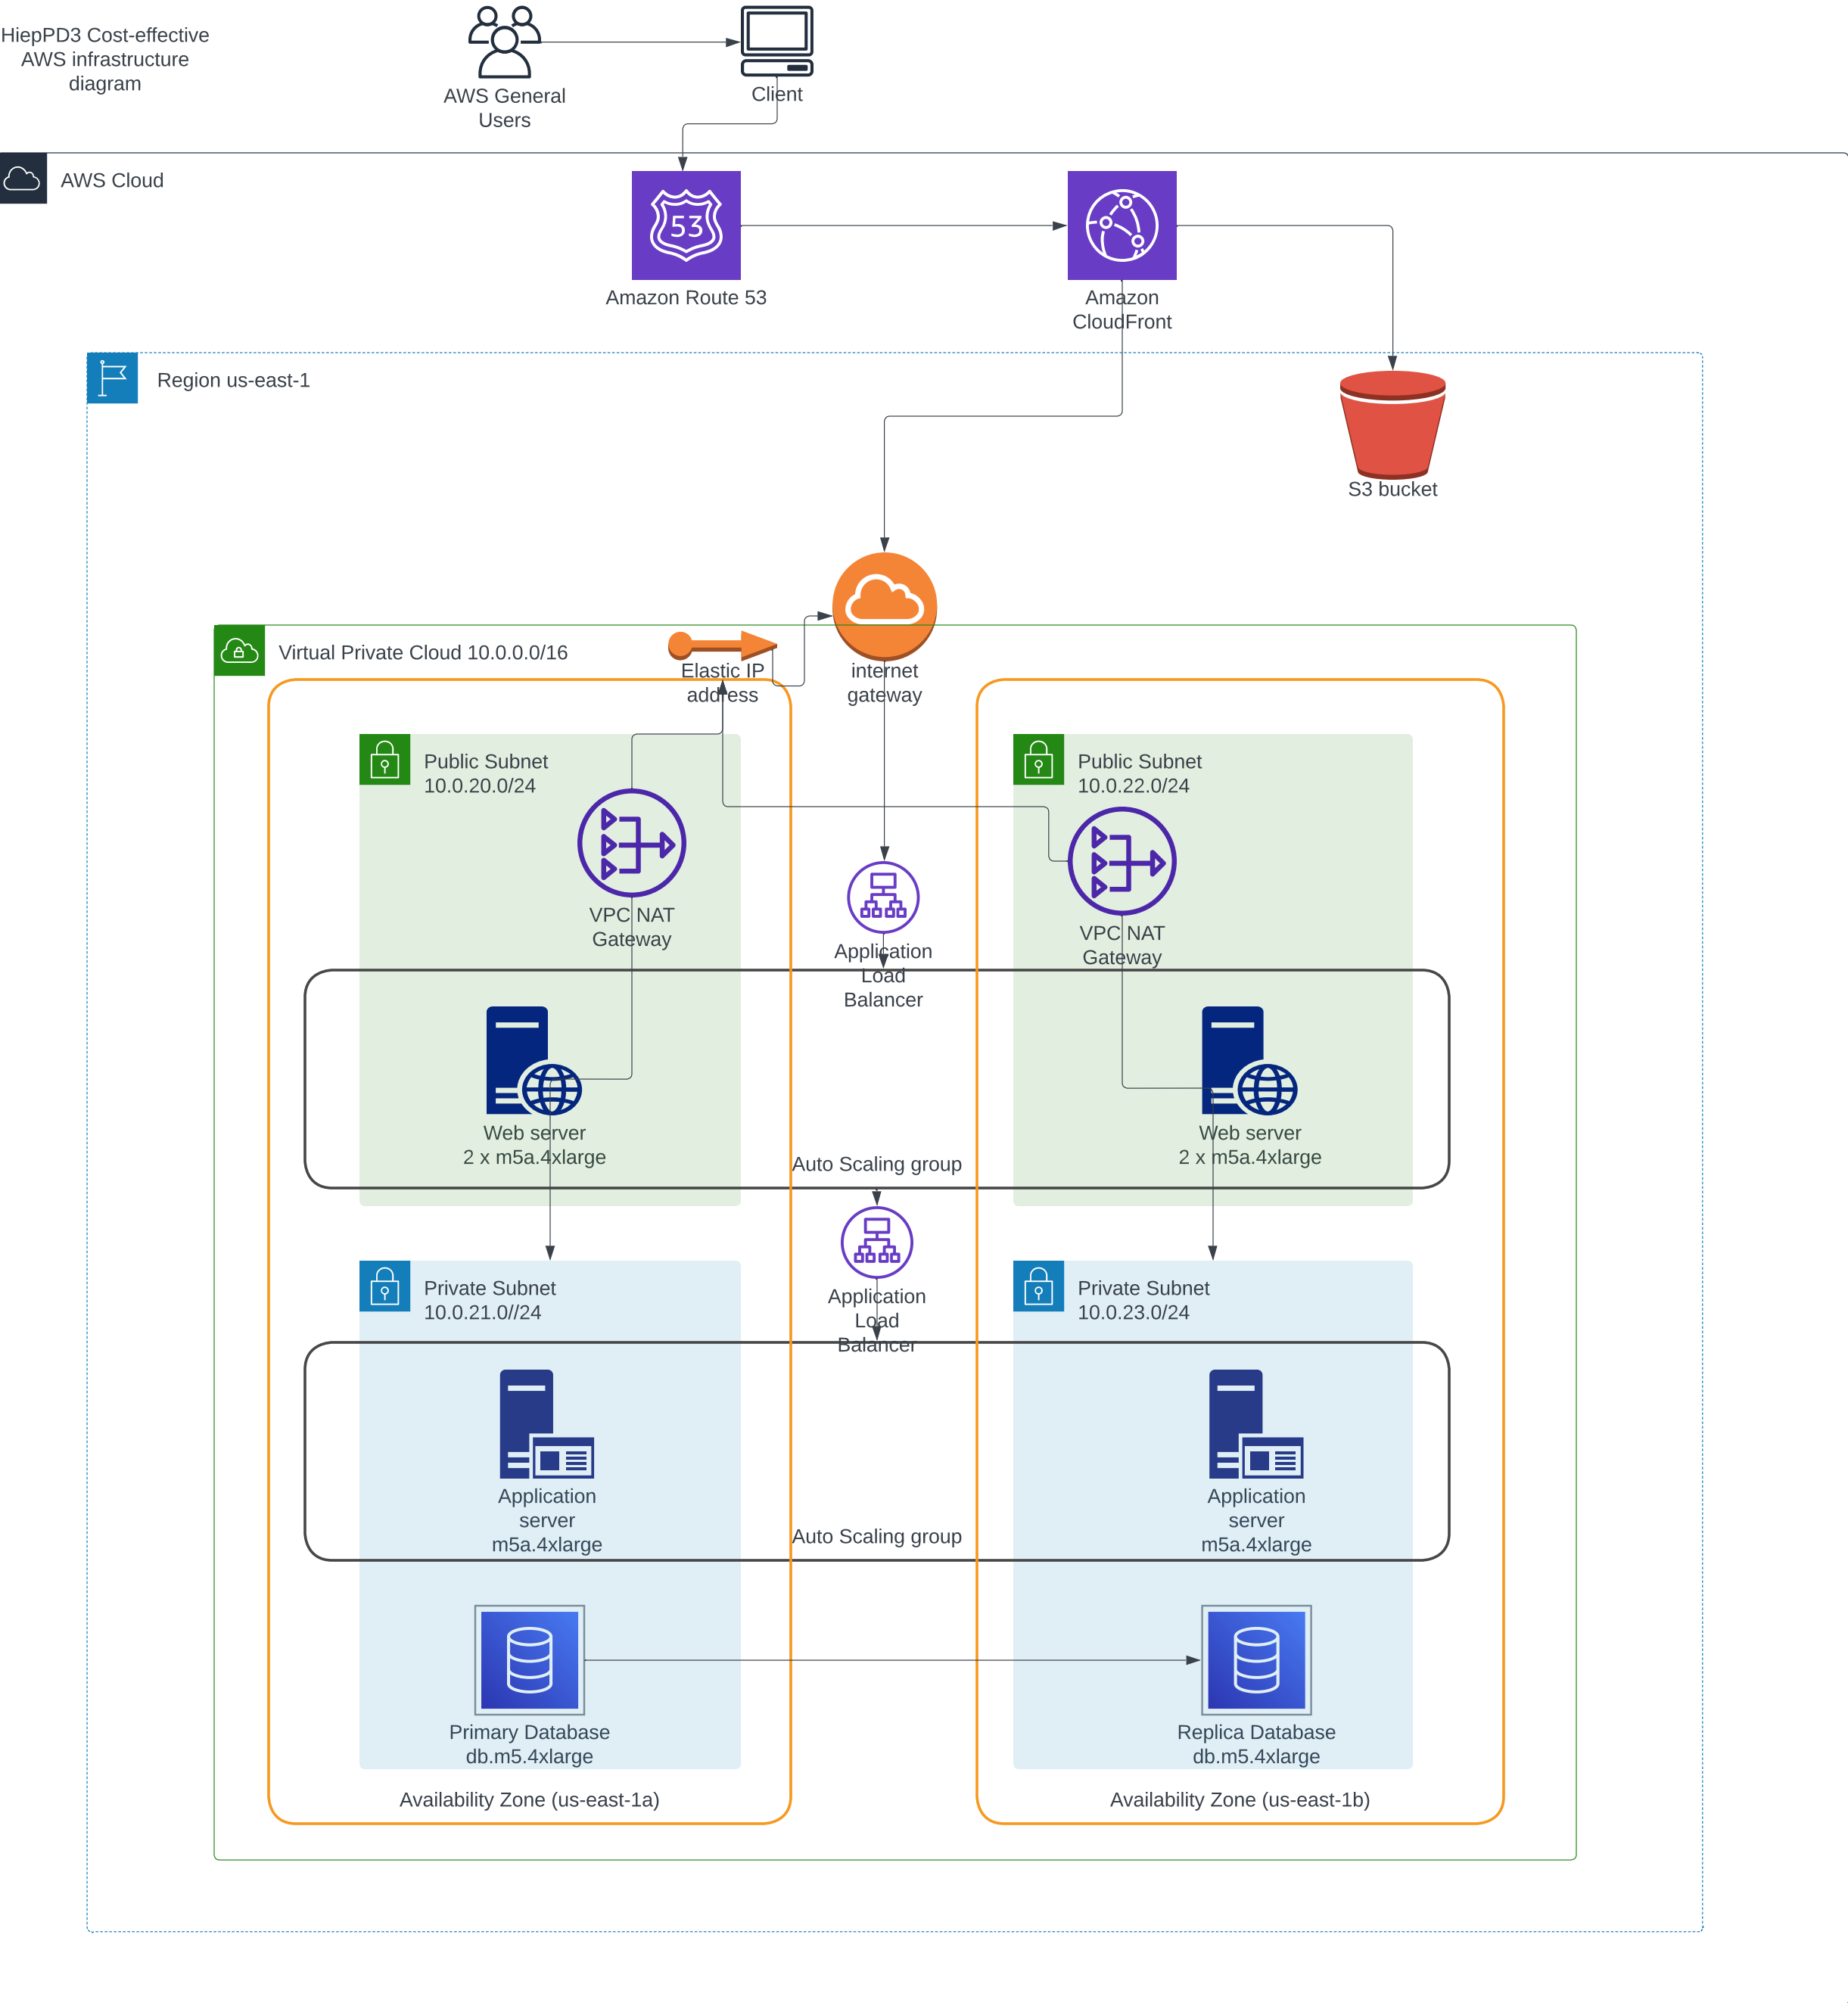 HiepPD3 Cost-effective
AWS infrastructure
diagram
AWS General
Users
Client
AWS Cloud
53
Amazon Route 53
Amazon
CloudFront
Region us-east-1
S3 bucket
Virtual Private Cloud 10.0.0.0/16
Elastic IP
address
internet
gateway
Public Subnet
10.0.20.0/24
Public Subnet
10.0.22.0/24
VPC NAT
Gateway
Application
Load
Balancer
VPC NAT
Gateway
Web server
2 x m5a.4xlarge
Web server
2 x m5a.4xlarge
Auto Scaling group
Private Subnet
10.0.21.0//24
Application
Load
Balancer
Private Subnet
10.0.23.0/24
Application
server
m5a.4xlarge
Application
server
m5a.4xlarge
Auto Scaling group
Primary Database
db.m5.4xlarge
Replica Database
db.m5.4xlarge
Availability Zone (us-east-1a)
Availability Zone (us-east-1b)